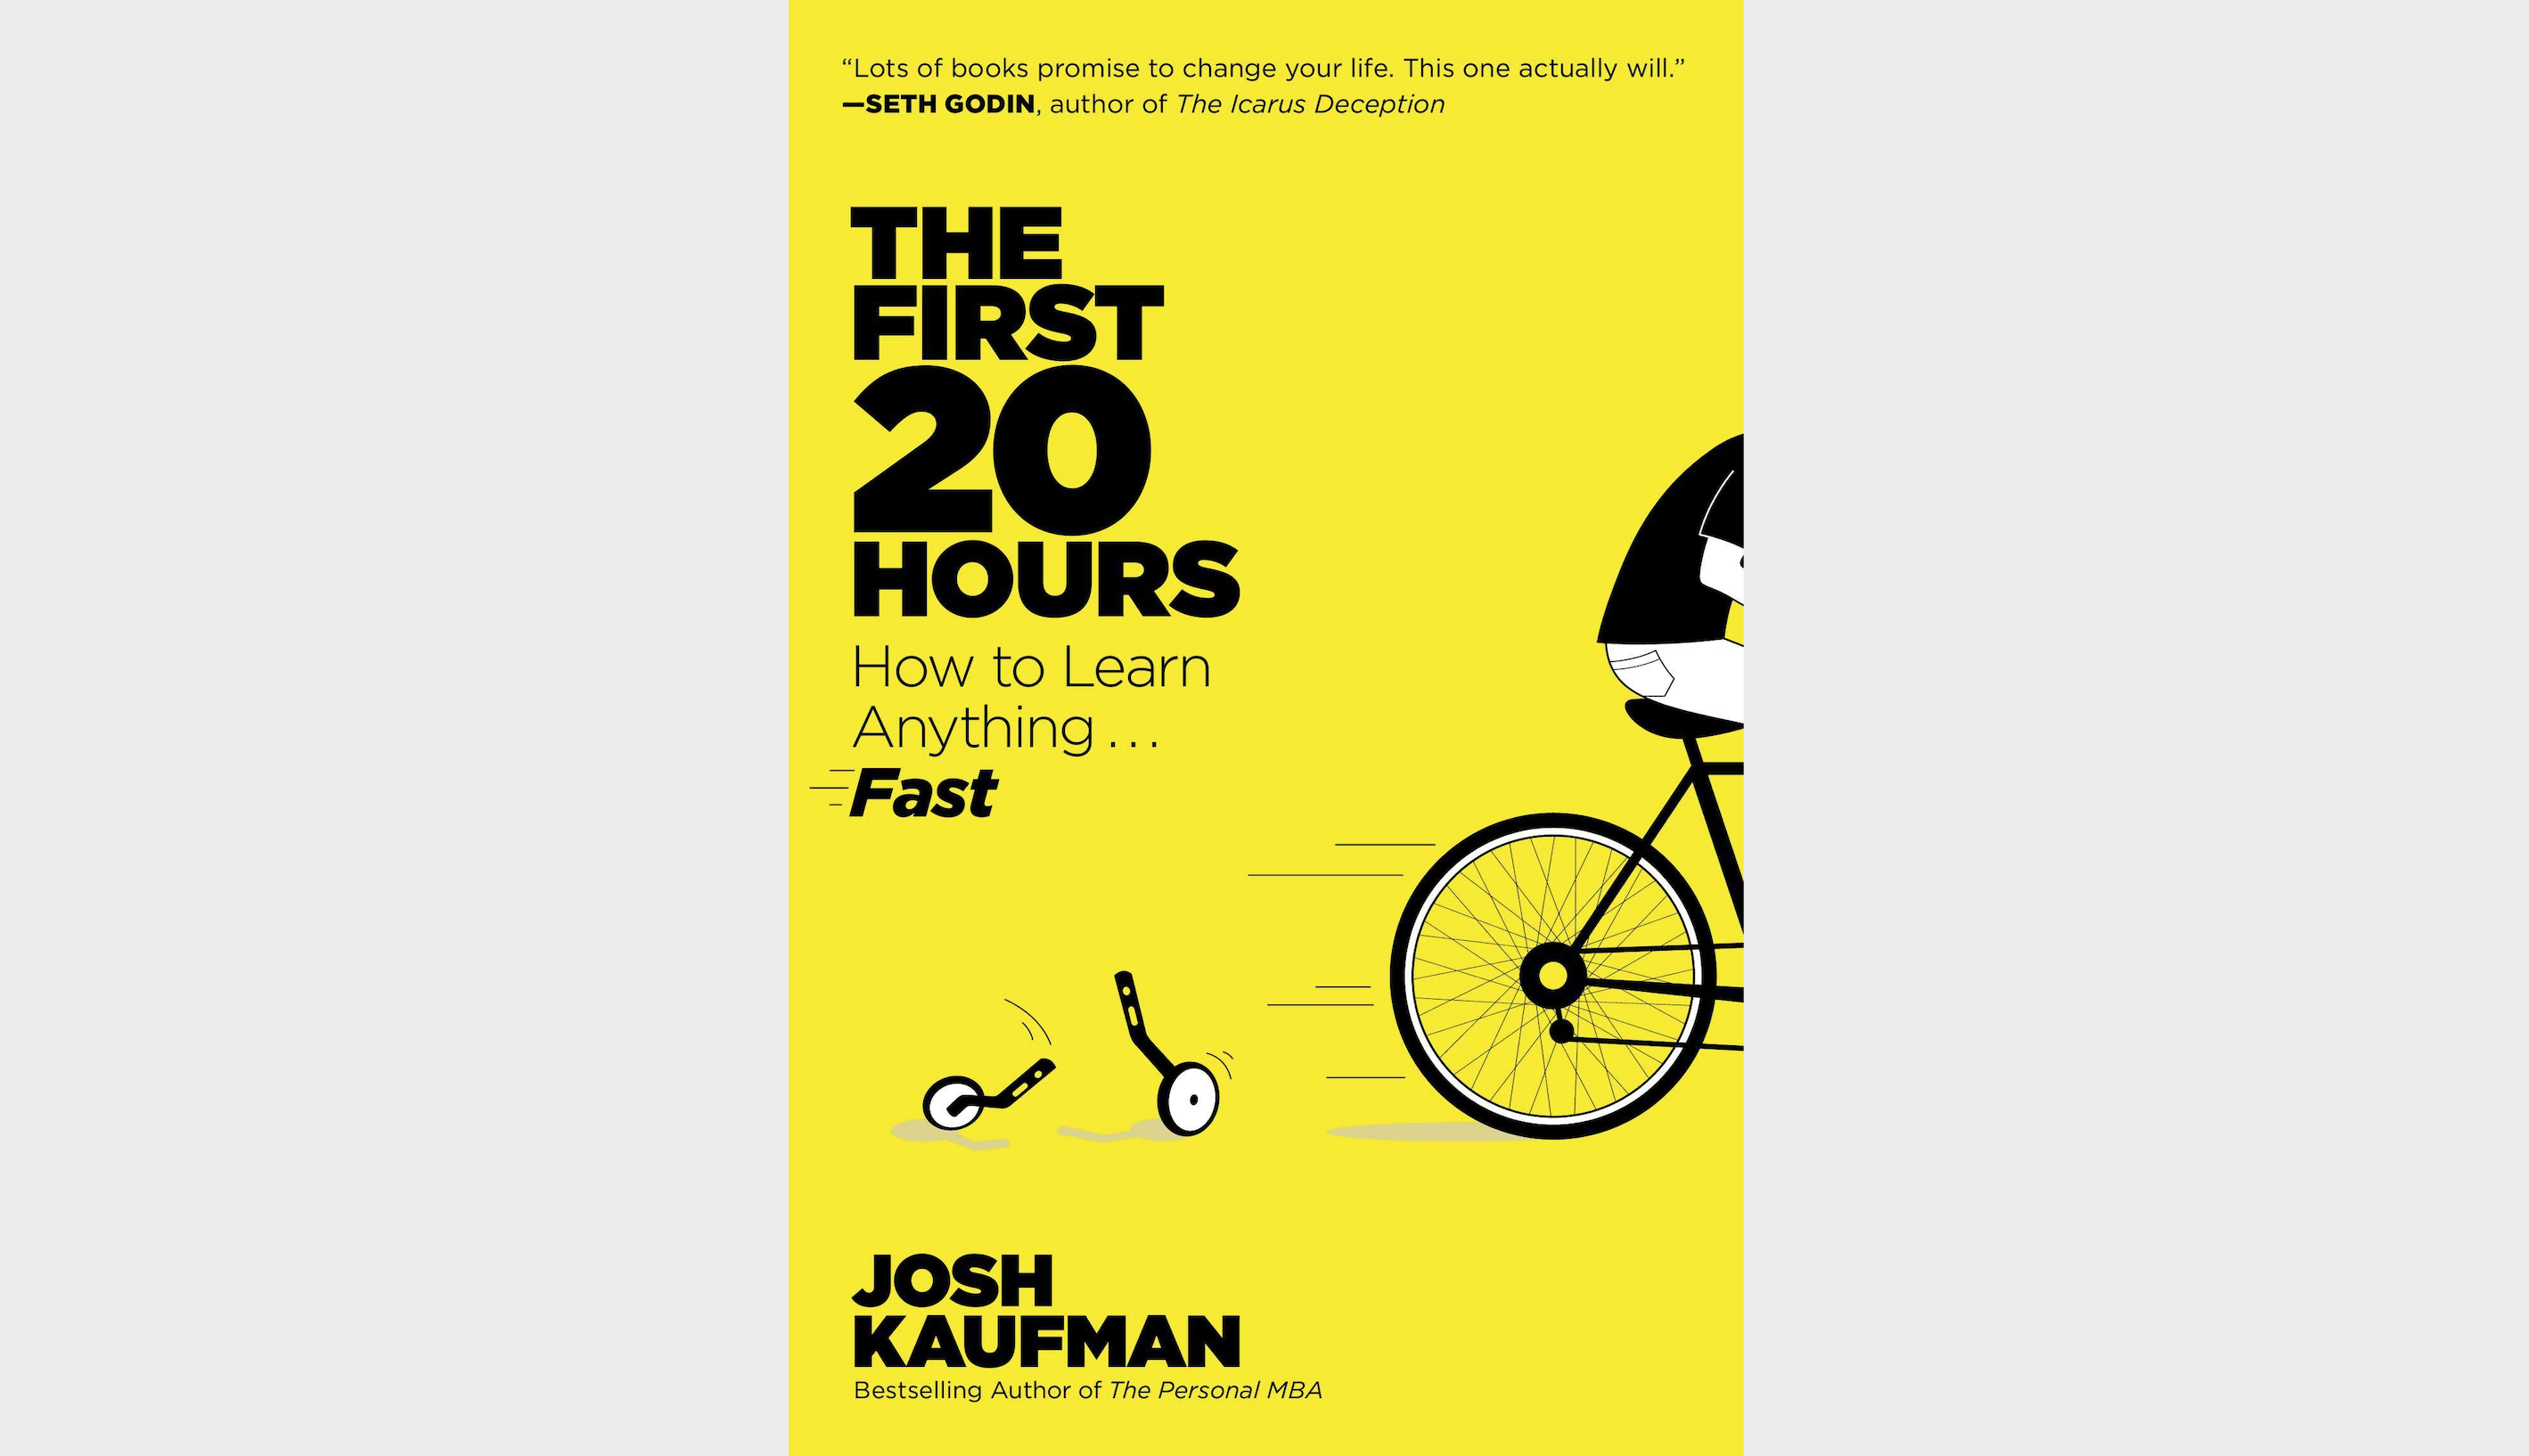 “Lots of books promise to change your life. This one actually will.”
—SETH GODIN, author of The Icarus Deception
THE
FIRST
20
HOURS
How to Learn
Anything . . .
Fast
JOSH
KAUFMAN
Bestselling Author of The Personal MBA